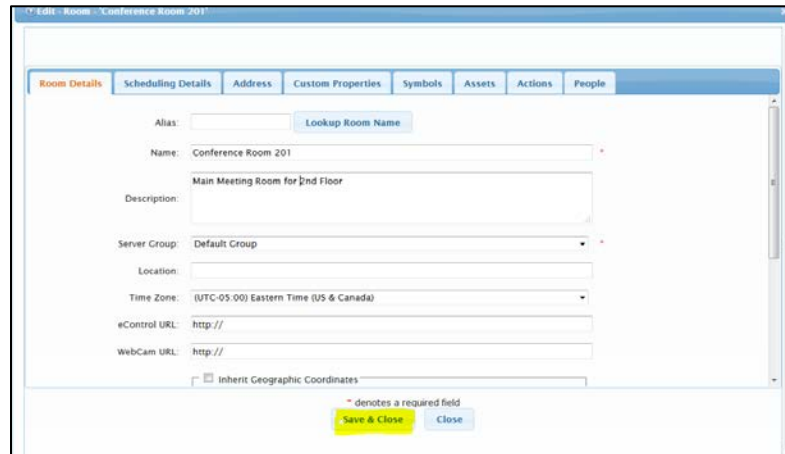 Edit - Room - 'Conference Room 201'
Room Details Scheduling Details Address Custom Properties Symbols Assets Actions People
Alias: Lookup Room Name
Name: Conference Room 201 *
Description: Main Meeting Room for 2nd Floor
Server Group: Default Group *
Location:
Time Zone: (UTC-05:00) Eastern Time (US & Canada)
eControl URL: http://
WebCam URL: http://
Inherit Geographic Coordinates
* denotes a required field
Save & Close Close